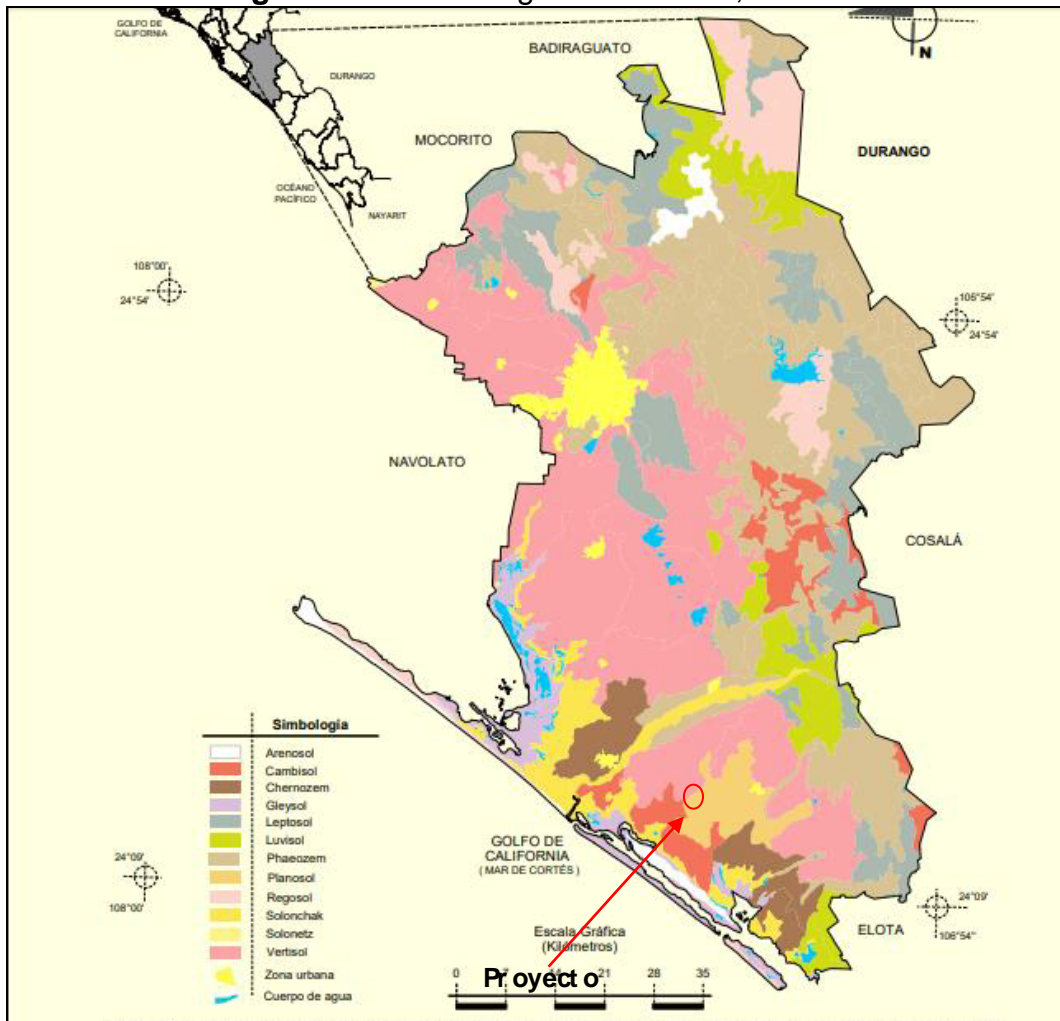 GOLFO DE
CALIFORNIA
BADIRAGUATO
N
DURANGO
MOCORITO
DURANGO
OCÉANO
PACÍFICO
NAYARIT
108°00'
24°54'
106°54'
24°54'
NAVOLATO
COSALÁ
Simbología
Arenosol
Cambisol
Chernozem
Gleysol
Leptosol
Luvisol
Phaeozem
Planosol
Regosol
Solonchak
Solonetz
Vertisol
Zona urbana
Cuerpo de agua
GOLFO DE
CALIFORNIA
( MAR DE CORTÉS )
24°09'
108°00'
24°09'
106°54''
ELOTA
Escala Gráfica
(Kilómetros)
Proyecto
0 7 14 21 28 35